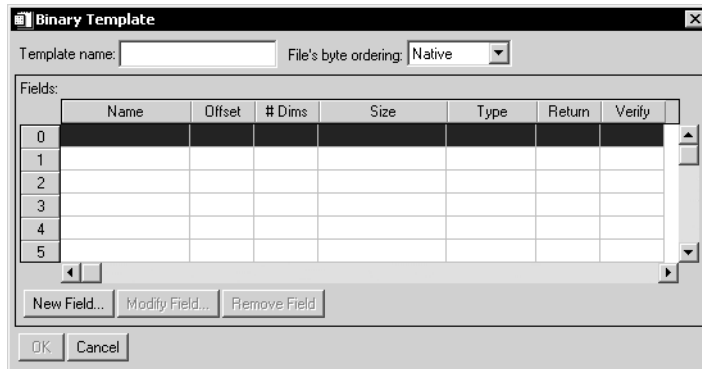 Binary Template
Template name: File's byte ordering: Native
Fields:
Name Offset # Dims Size Type Return Verify
0
1
2
3
4
5
New Field... Modify Field... Remove Field
OK Cancel